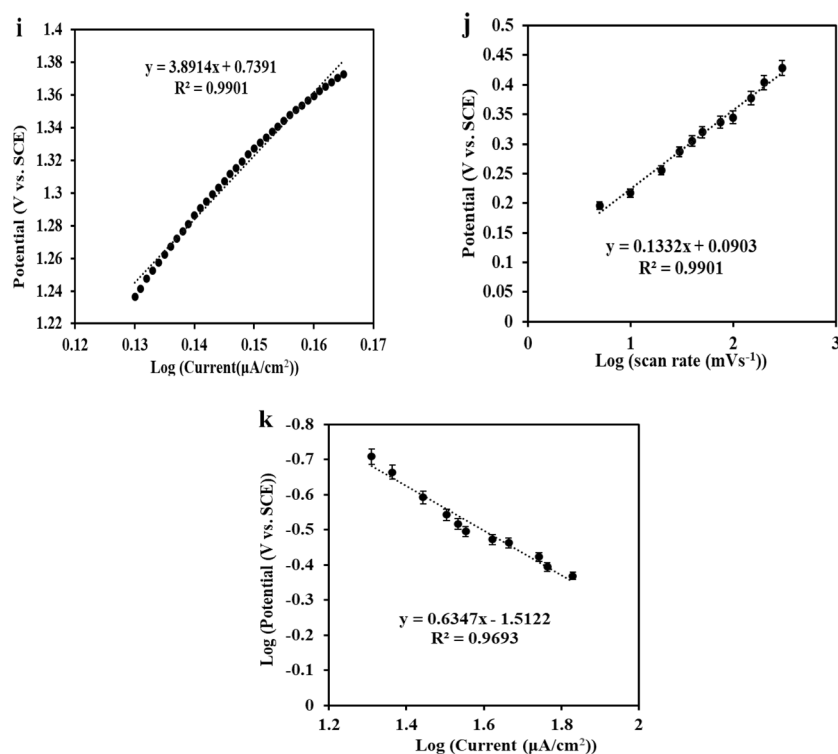 i
1.4
1.38
1.36
1.34
1.32
1.3
1.28
1.26
1.24
1.22
Potential (V vs. SCE)
y = 3.8914x + 0.7391
R² = 0.9901
0.12 0.13 0.14 0.15 0.16 0.17
Log (Current(μA/cm²))
j
0.5
0.45
0.4
0.35
0.3
0.25
0.2
0.15
0.1
0.05
0
Potential (V vs. SCE)
y = 0.1332x + 0.0903
R² = 0.9901
0 1 2 3
Log (scan rate (mVs⁻¹))
k
-0.8
-0.7
-0.6
-0.5
-0.4
-0.3
-0.2
-0.1
0
Log (Potential (V vs. SCE))
y = 0.6347x - 1.5122
R² = 0.9693
1.2 1.4 1.6 1.8 2
Log (Current (μA/cm²))